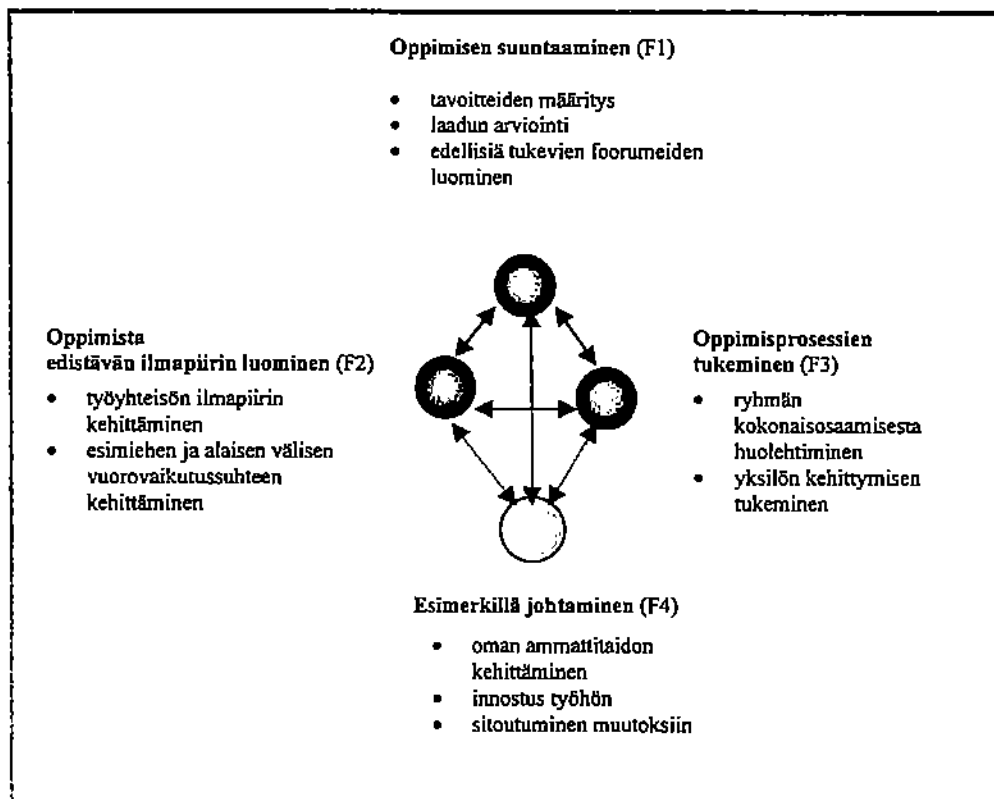 Oppimisen suuntaaminen (F1)
• tavoitteiden määritys
• laadun arviointi
• edellisiä tukevien foorumeiden
luominen
Oppimista
edistävän ilmapiirin luominen (F2)
• työyhteisön ilmapiirin
kehittäminen
• esimiehen ja alaisen välisen
vuorovaikutussuhteen
kehittäminen
Oppimisprosessien
tukeminen (F3)
• ryhmän
kokonaisosaamisesta
huolehtiminen
• yksilön kehittymisen
tukeminen
Esimerkillä johtaminen (F4)
• oman ammattitaidon
kehittäminen
• innostus työhön
• sitoutuminen muutoksiin